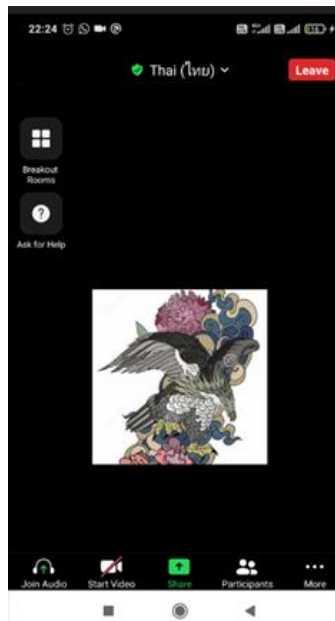 22:24
Thai (ไทย)
Leave
Breakout
Rooms
Ask for Help
Join Audio
Start Video
Share
Participants
More